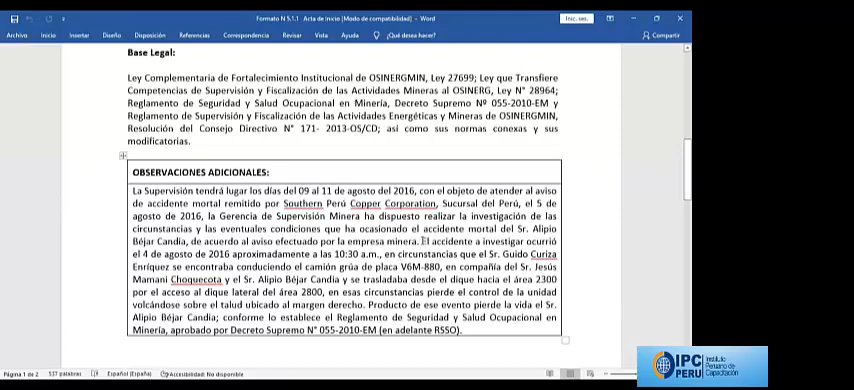 Formato N 5.1.1 Acta de Inicio [Modo de compatibilidad] - Word
Inic. ses.
Archivo Inicio Insertar Diseño Disposición Referencias Correspondencia Revisar Vista Ayuda ¿Qué desea hacer? Compartir
Base Legal:
Ley Complementaria de Fortalecimiento Institucional de OSINERGMIN, Ley 27699; Ley que Transfiere
Competencias de Supervisión y Fiscalización de las Actividades Mineras al OSINERG, Ley N° 28964;
Reglamento de Seguridad y Salud Ocupacional en Minería, Decreto Supremo Nº 055-2010-EM y
Reglamento de Supervisión y Fiscalización de las Actividades Energéticas y Mineras de OSINERGMIN,
Resolución del Consejo Directivo N° 171- 2013-OS/CD; así como sus normas conexas y sus
modificatorias.
OBSERVACIONES ADICIONALES:
La Supervisión tendrá lugar los días del 09 al 11 de agosto del 2016, con el objeto de atender al aviso
de accidente mortal remitido por Southern Perú Copper Corporation, Sucursal del Perú, el 5 de
agosto de 2016, la Gerencia de Supervisión Minera ha dispuesto realizar la investigación de las
circunstancias y las eventuales condiciones que ha ocasionado el accidente mortal del Sr. Alipio
Béjar Candia, de acuerdo al aviso efectuado por la empresa minera. El accidente a investigar ocurrió
el 4 de agosto de 2016 aproximadamente a las 10:30 a.m., en circunstancias que el Sr. Guido Curiza
Enríquez se encontraba conduciendo el camión grúa de placa V6M-880, en compañía del Sr. Jesús
Mamani Choquecota y el Sr. Alipio Béjar Candia y se trasladaba desde el dique hacia el área 2300
por el acceso al dique lateral del área 2800, en esas circunstancias pierde el control de la unidad
volcándose sobre el talud ubicado al margen derecho. Producto de ese evento pierde la vida el Sr.
Alipio Béjar Candia; conforme lo establece el Reglamento de Seguridad y Salud Ocupacional en
Minería, aprobado por Decreto Supremo N° 055-2010-EM (en adelante RSSO).
Página 1 de 2 537 palabras Español (España) Accesibilidad: No disponible
IPC PERU
Instituto
Peruano de
Capacitación